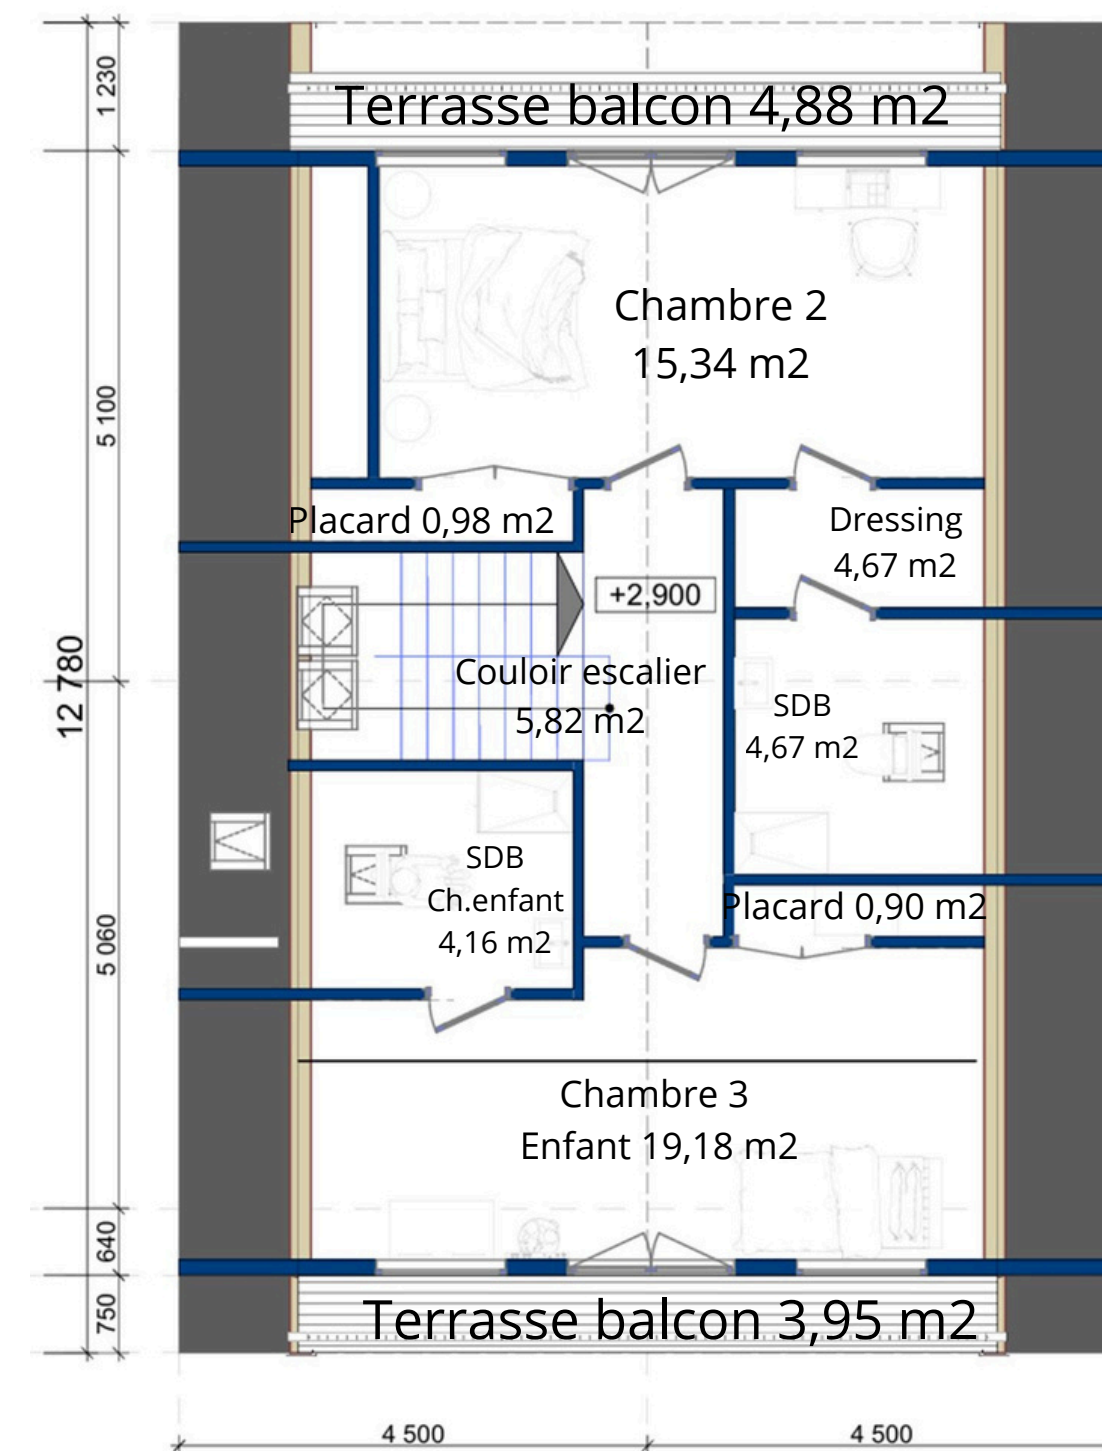 1 230
Terrasse balcon 4,88 m2
Chambre 2
15,34 m2
5 100
Placard 0,98 m2
Dressing
4,67 m2
+2,900
Couloir escalier
5,82 m2
12 780
SDB
4,67 m2
SDB
Ch.enfant
4,16 m2
Placard 0,90 m2
5 060
Chambre 3
Enfant 19,18 m2
640
750
Terrasse balcon 3,95 m2
4 500
4 500